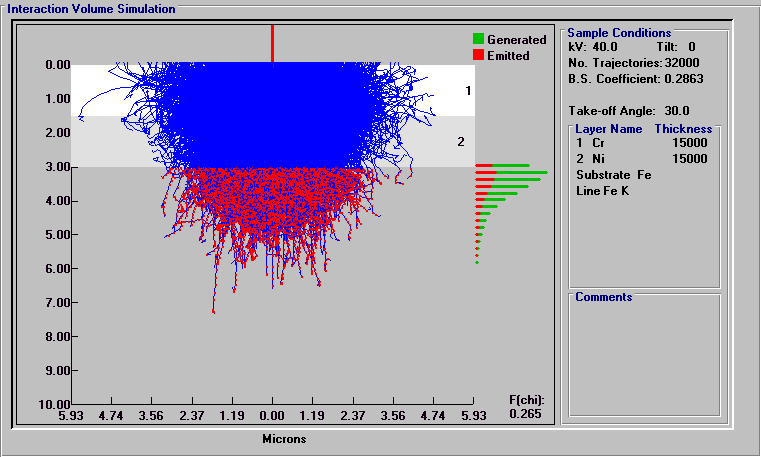 Interaction Volume Simulation
Generated
Emitted
0.00
1.00
2.00
3.00
4.00
5.00
6.00
7.00
8.00
9.00
10.00
1
2
5.93 4.74 3.56 2.37 1.19 0.00 1.19 2.37 3.56 4.74 5.93
F(chi):
0.265
Microns
Sample Conditions
kV: 40.0 Tilt: 0
No. Trajectories: 32000
B.S. Coefficient: 0.2863
Take-off Angle: 30.0
Layer Name Thickness
1 Cr 15000
2 Ni 15000
Substrate Fe
Line Fe K
Comments